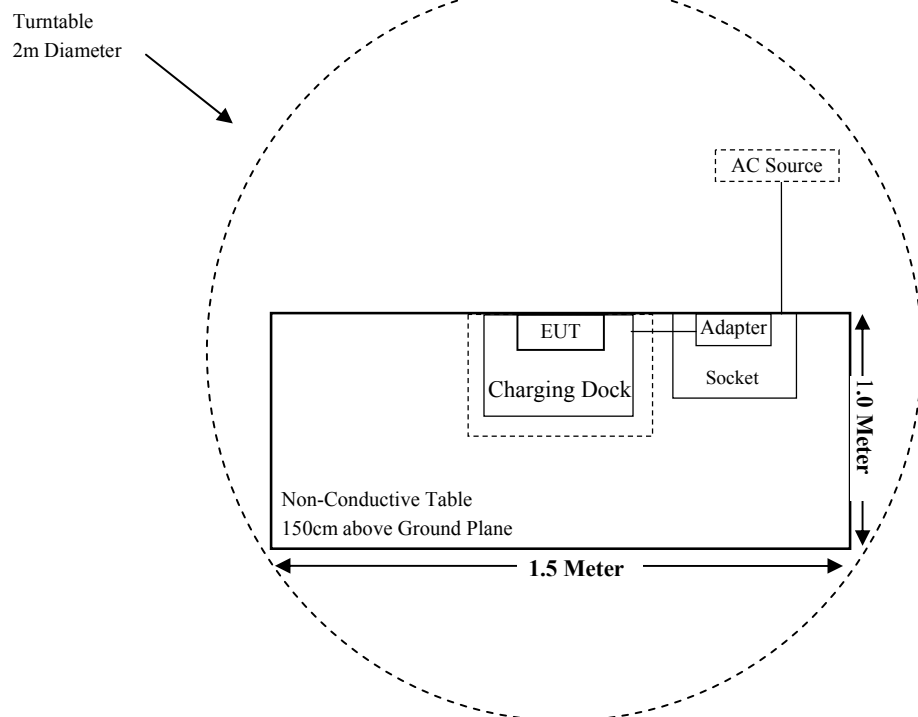 Turntable
2m Diameter
AC Source
EUT
Adapter
Charging Dock
Socket
1.0 Meter
Non-Conductive Table
150cm above Ground Plane
1.5 Meter